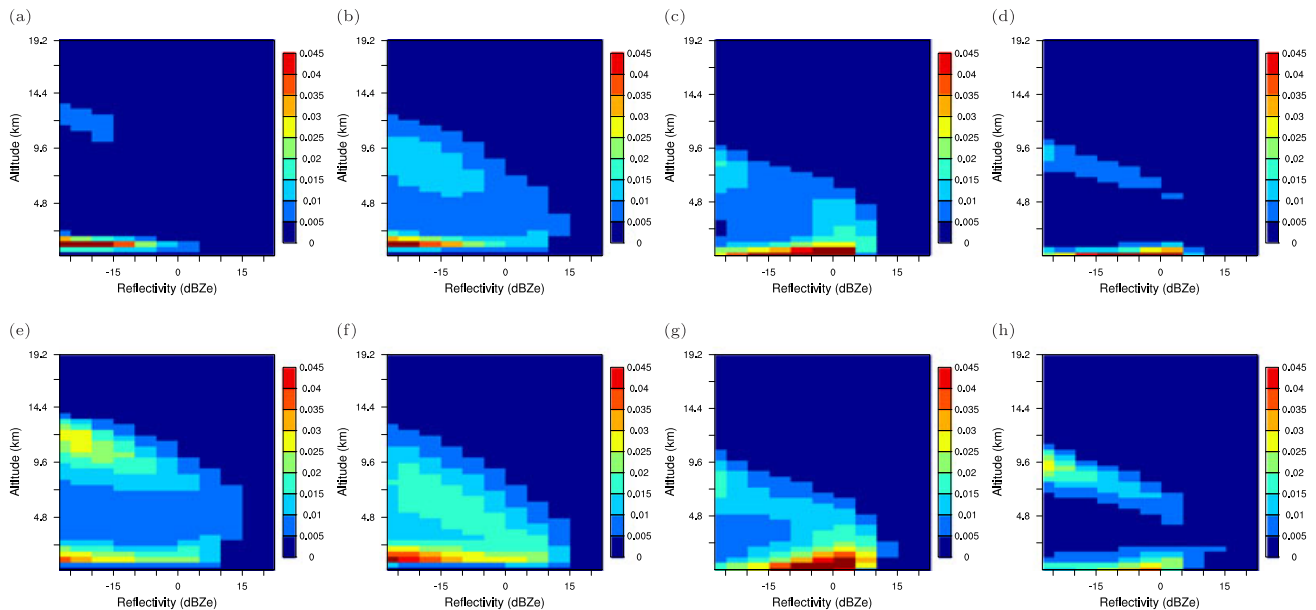 (a) (b) (c) (d)
19.2 19.2 19.2 19.2
0.045 0.045 0.045 0.045
0.04 0.04 0.04 0.04
14.4 14.4 14.4 14.4
0.035 0.035 0.035 0.035
0.03 0.03 0.03 0.03
Altitude (km) Altitude (km) Altitude (km) Altitude (km)
0.025 0.025 0.025 0.025
9.6 9.6 9.6 9.6
0.02 0.02 0.02 0.02
0.015 0.015 0.015 0.015
4.8 4.8 4.8 4.8
0.01 0.01 0.01 0.01
0.005 0.005 0.005 0.005
0 0 0 0
-15 0 15 -15 0 15 -15 0 15 -15 0 15
Reflectivity (dBZe) Reflectivity (dBZe) Reflectivity (dBZe) Reflectivity (dBZe)
(e) (f) (g) (h)
19.2 19.2 19.2 19.2
0.045 0.045 0.045 0.045
0.04 0.04 0.04 0.04
14.4 14.4 14.4 14.4
0.035 0.035 0.035 0.035
0.03 0.03 0.03 0.03
Altitude (km) Altitude (km) Altitude (km) Altitude (km)
0.025 0.025 0.025 0.025
9.6 9.6 9.6 9.6
0.02 0.02 0.02 0.02
0.015 0.015 0.015 0.015
4.8 4.8 4.8 4.8
0.01 0.01 0.01 0.01
0.005 0.005 0.005 0.005
0 0 0 0
-15 0 15 -15 0 15 -15 0 15 -15 0 15
Reflectivity (dBZe) Reflectivity (dBZe) Reflectivity (dBZe) Reflectivity (dBZe)